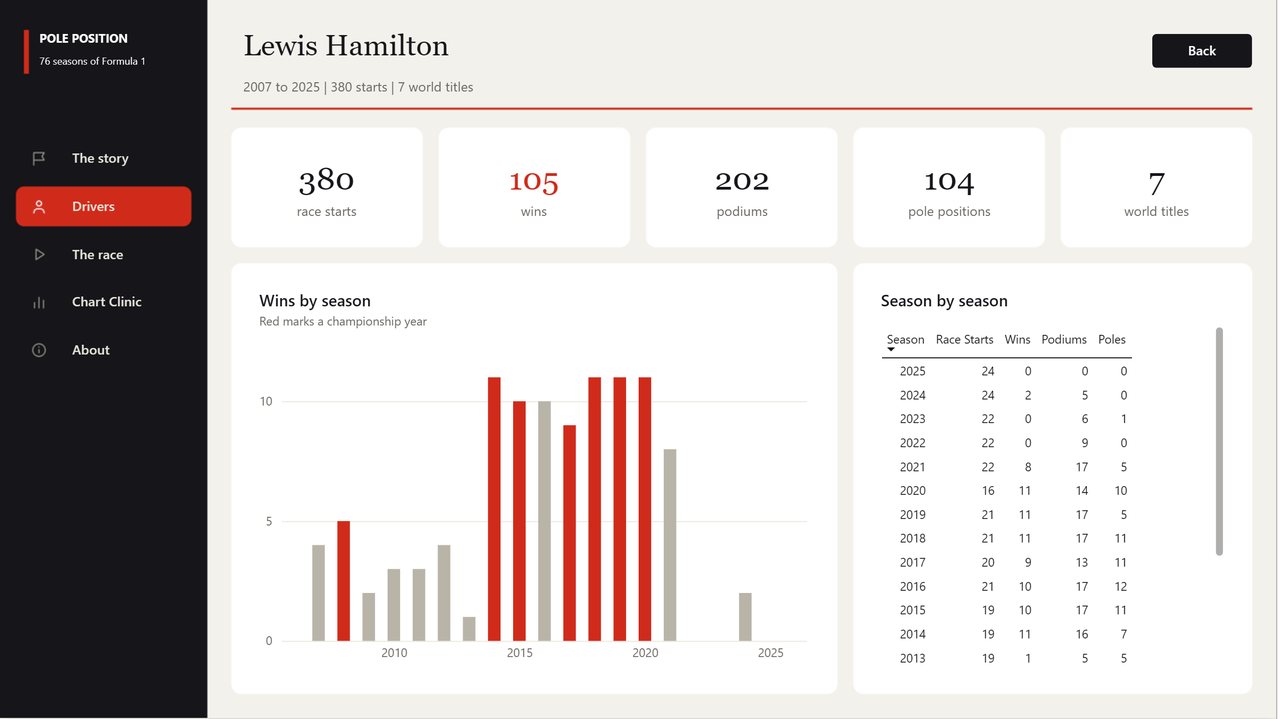 POLE POSITION
76 seasons of Formula 1
The story
Drivers
The race
Chart Clinic
About
Lewis Hamilton
2007 to 2025 | 380 starts | 7 world titles
Back
380
race starts
105
wins
202
podiums
104
pole positions
7
world titles
Wins by season
Red marks a championship year
10
5
0
2010 2015 2020 2025
Season by season
Season Race Starts Wins Podiums Poles
2025 24 0 0 0
2024 24 2 5 0
2023 22 0 6 1
2022 22 0 9 0
2021 22 8 17 5
2020 16 11 14 10
2019 21 11 17 5
2018 21 11 17 11
2017 20 9 13 11
2016 21 10 17 12
2015 19 10 17 11
2014 19 11 16 7
2013 19 1 5 5